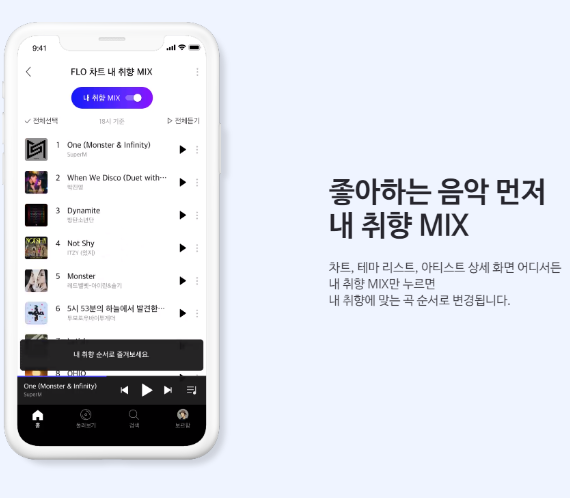 9:41
FLO 차트 내 취향 MIX
내 취향 MIX
전체선택
18시 기준
전체듣기
1 One (Monster & Infinity)
SuperM
2 When We Disco (Duet with···
박진영
3 Dynamite
방탄소년단
4 Not Shy
ITZY (있지)
5 Monster
레드벨벳-아이린&슬기
6 5시 53분의 하늘에서 발견한···
투모로우바이투게더
7
내 취향 순서로 즐겨보세요.
8 OHIO
One (Monster & Infinity)
SuperM
홈
둘러보기
검색
보관함
좋아하는 음악 먼저
내 취향 MIX
차트, 테마 리스트, 아티스트 상세 화면 어디서든
내 취향 MIX만 누르면
내 취향에 맞는 곡 순서로 변경됩니다.